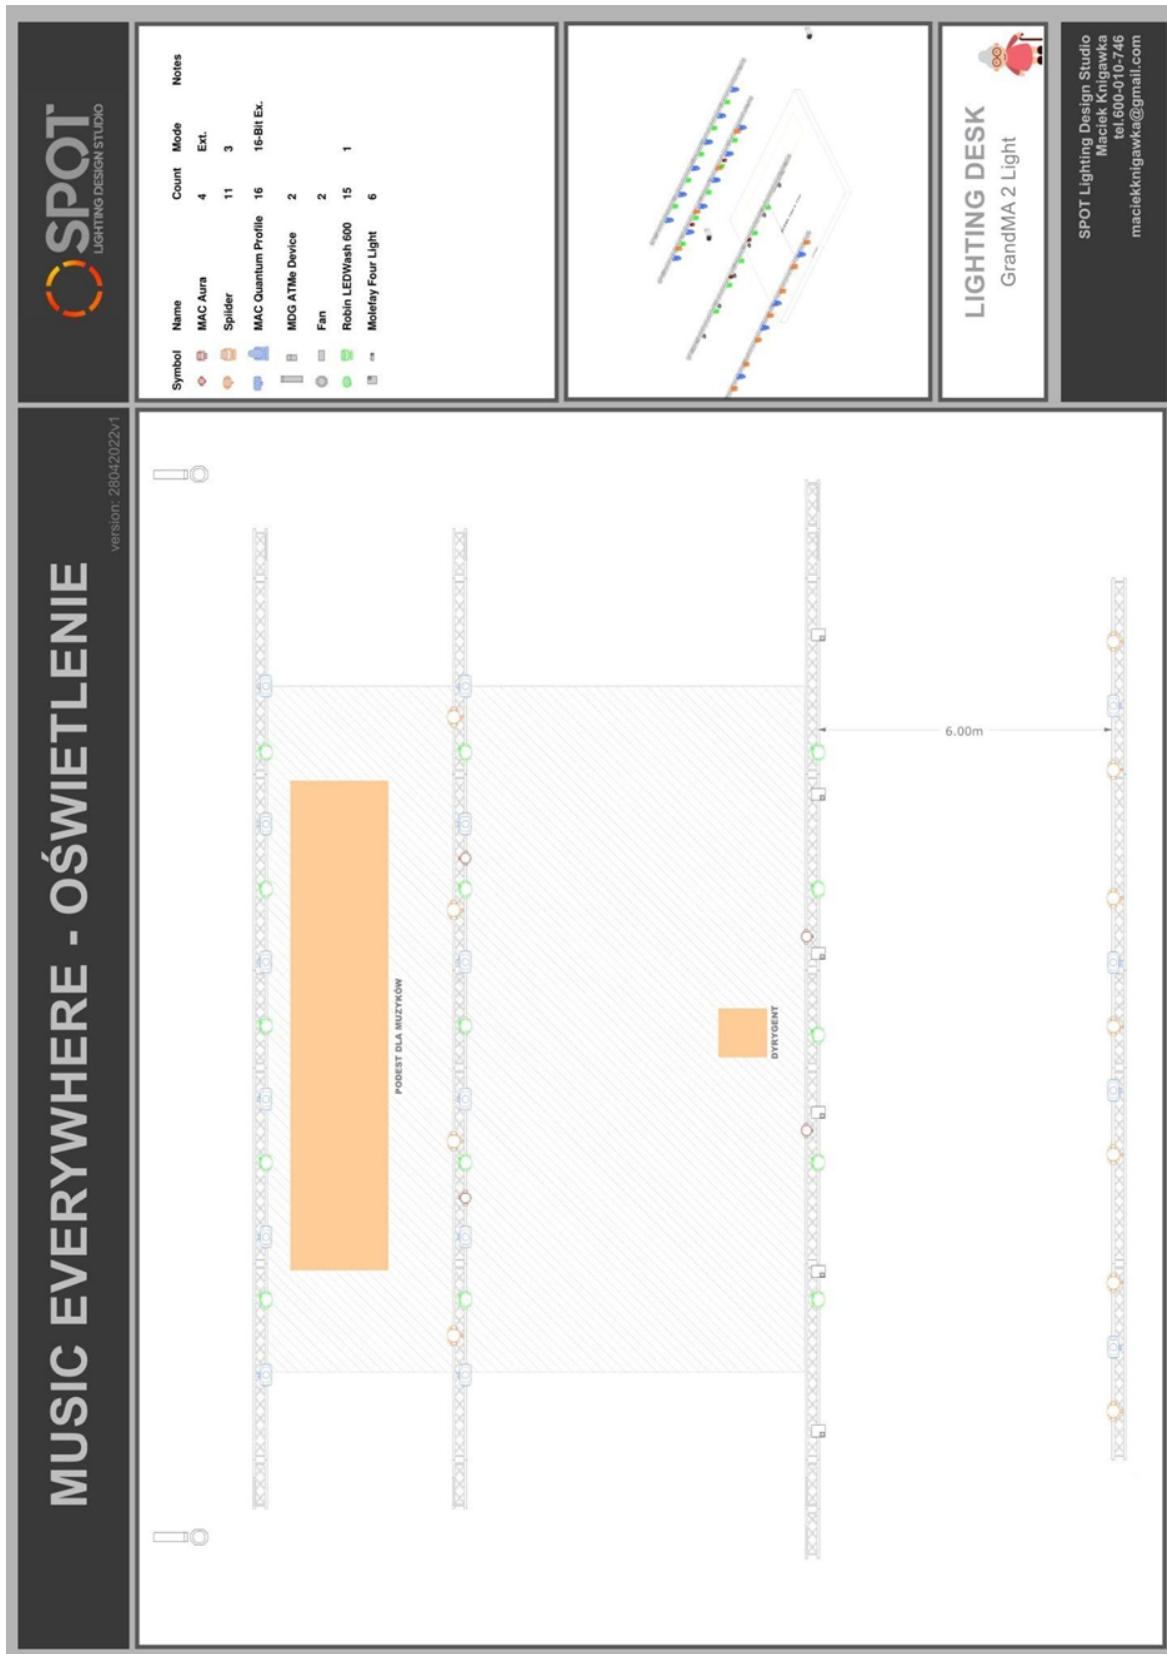 MUSIC EVERYWHERE - OŚWIETLENIE
version: 28042022v1
SPOT
LIGHTING DESIGN STUDIO
Symbol Name Count Mode Notes
MAC Aura 4 Ext.
Spiider 11 3
MAC Quantum Profile 16 16-Bit Ex.
MDG ATMe Device 2
Fan 2
Robin LEDWash 600 15 1
Molefay Four Light 6
LIGHTING DESK
GrandMA 2 Light
SPOT Lighting Design Studio
Maciek Knigawka
tel.600-010-746
maciekknigawka@gmail.com
PODEST DLA MUZYKÓW
DYRYGENT
6.00m